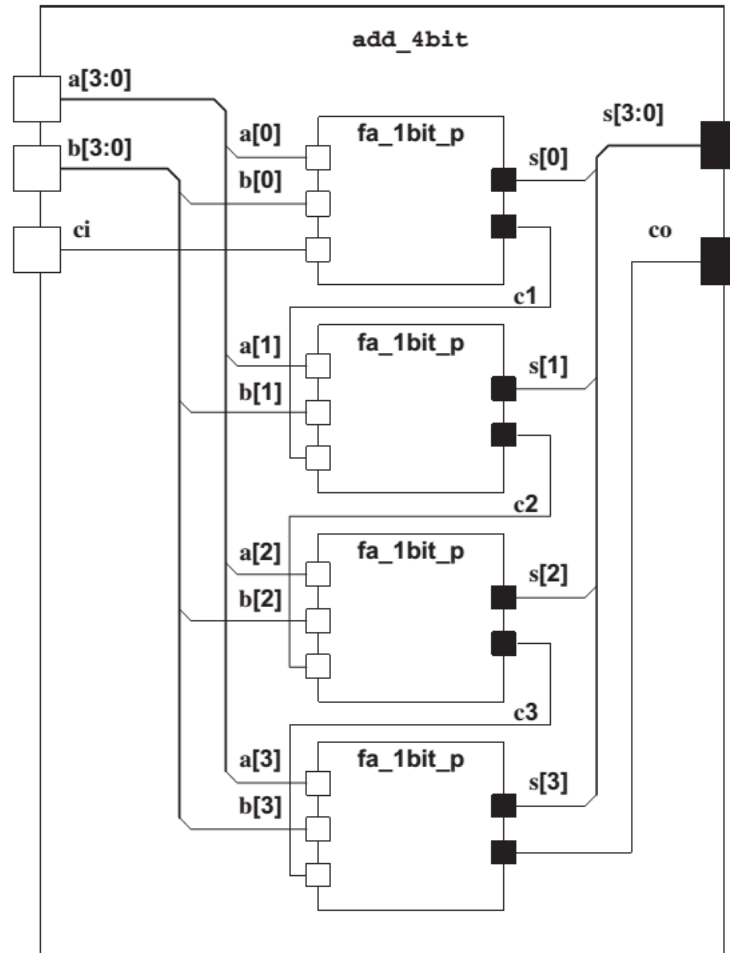 add_4bit
a[3:0]
s[3:0]
a[0]
fa_1bit_p
b[3:0]
s[0]
b[0]
ci
co
c1
a[1]
fa_1bit_p
s[1]
b[1]
c2
a[2]
fa_1bit_p
s[2]
b[2]
c3
a[3]
fa_1bit_p
s[3]
b[3]